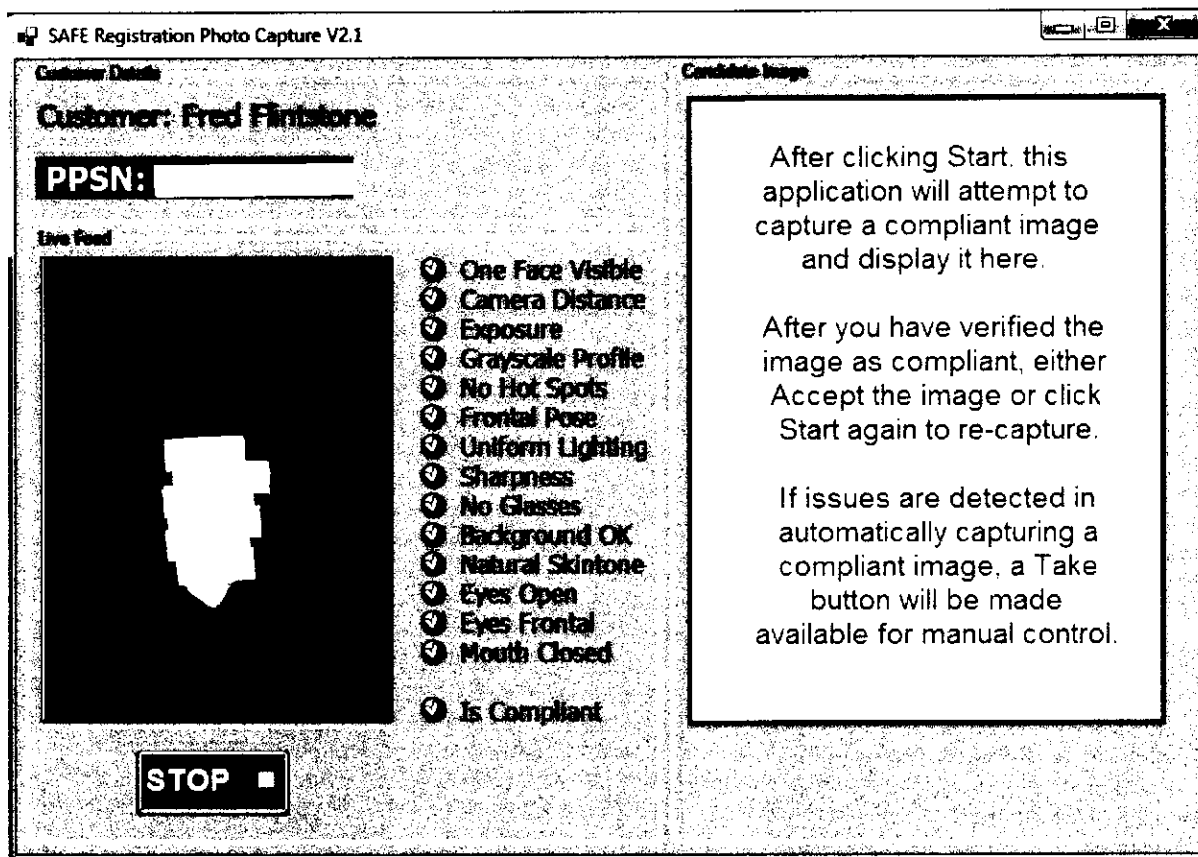 SAFE Registration Photo Capture V2.1
Customer Details
Customer: Fred Flintstone
PPSN:
Live Feed
One Face Visible
Camera Distance
Exposure
Grayscale Profile
No Hot Spots
Frontal Pose
Uniform Lighting
Sharpness
No Glasses
Background OK
Natural Skintone
Eyes Open
Eyes Frontal
Mouth Closed
Is Compliant
STOP
Candidate Image
After clicking Start. this
application will attempt to
capture a compliant image
and display it here.
After you have verified the
image as compliant, either
Accept the image or click
Start again to re-capture.
If issues are detected in
automatically capturing a
compliant image, a Take
button will be made
available for manual control.